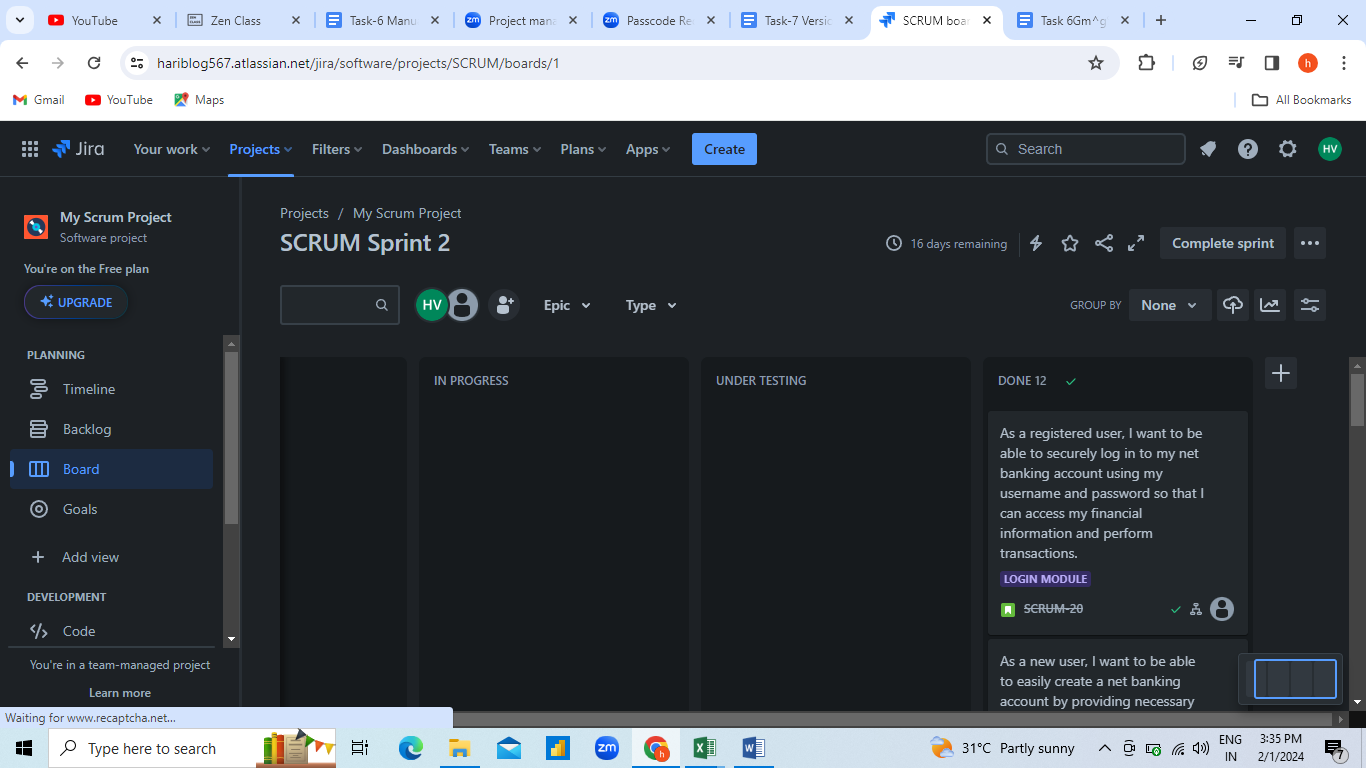 YouTube
Zen Class
Task-6 Manu
Project mana
Passcode Re
Task-7 Versio
SCRUM boar
Task 6Gm^g
hariblog567.atlassian.net/jira/software/projects/SCRUM/boards/1
h
Gmail
YouTube
Maps
All Bookmarks
Jira
Your work
Projects
Filters
Dashboards
Teams
Plans
Apps
Create
Search
HV
My Scrum Project
Software project
You're on the Free plan
UPGRADE
PLANNING
Timeline
Backlog
Board
Goals
Add view
DEVELOPMENT
Code
You're in a team-managed project
Learn more
Projects / My Scrum Project
SCRUM Sprint 2
16 days remaining
Complete sprint
HV
Epic
Type
GROUP BY
None
IN PROGRESS
UNDER TESTING
DONE 12
As a registered user, I want to be
able to securely log in to my net
banking account using my
username and password so that I
can access my financial
information and perform
transactions.
LOGIN MODULE
SCRUM-20
As a new user, I want to be able
to easily create a net banking
account by providing necessary
Waiting for www.recaptcha.net...
Type here to search
zm
31°C Partly sunny
ENG
IN
3:35 PM
2/1/2024
7